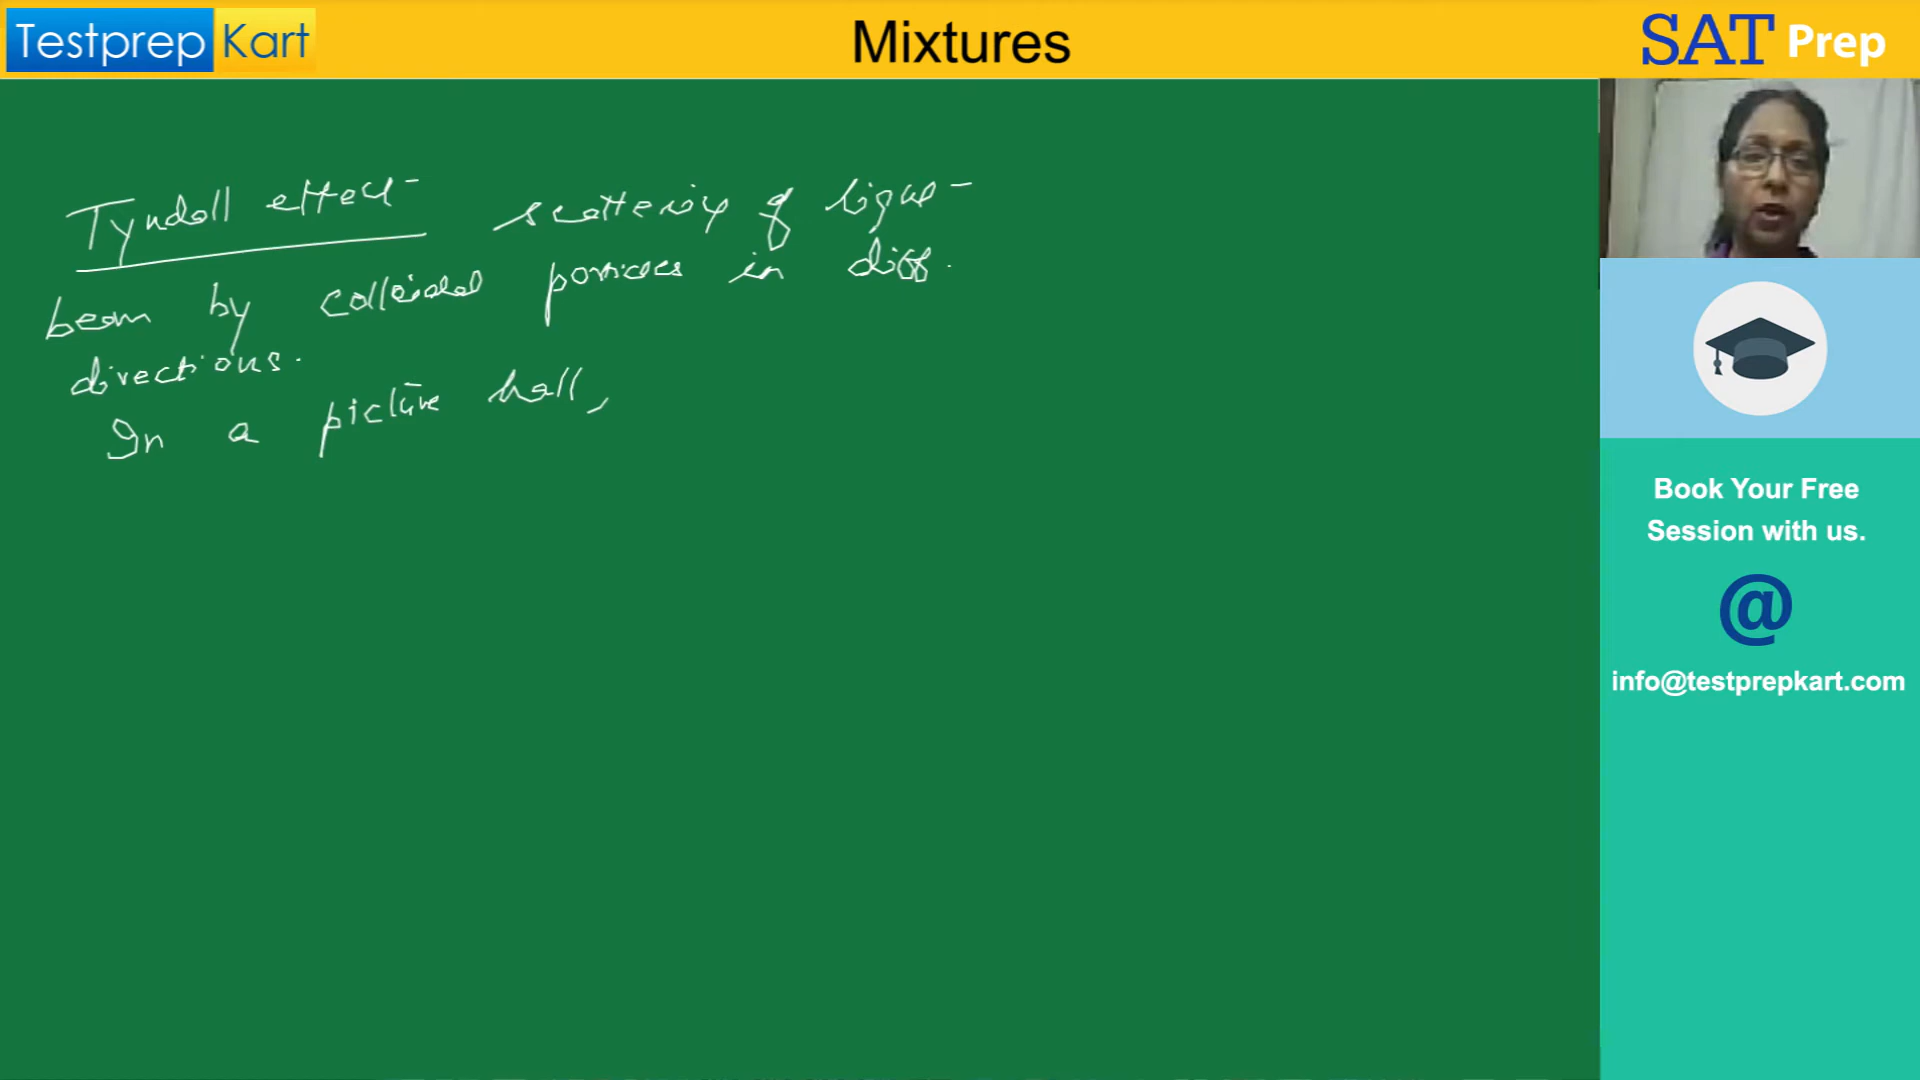 Testprep Kart
Mixtures
SAT Prep
Tyndall effect - scattering of light
beam by colloidal particles in diff.
directions.
In a picture hall,
Book Your Free
Session with us.
@
info@testprepkart.com